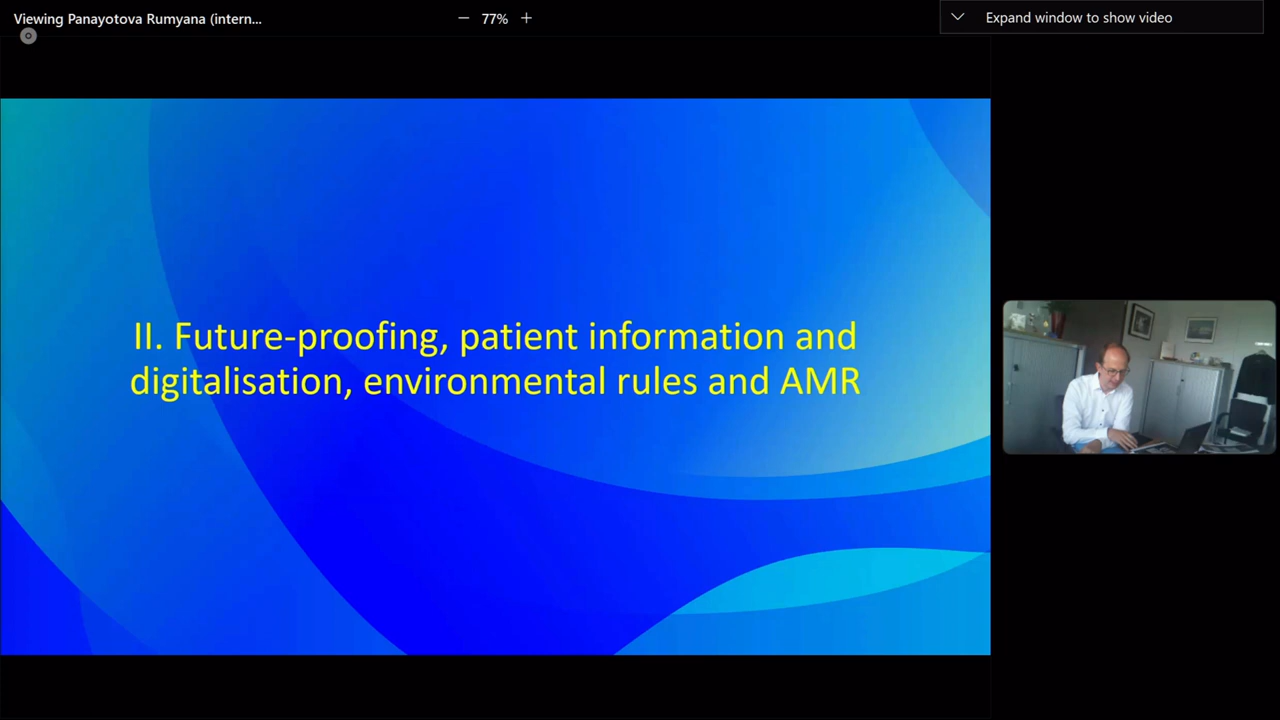 Viewing Panayotova Rumyana (intern...
77%
Expand window to show video
II. Future-proofing, patient information and
digitalisation, environmental rules and AMR